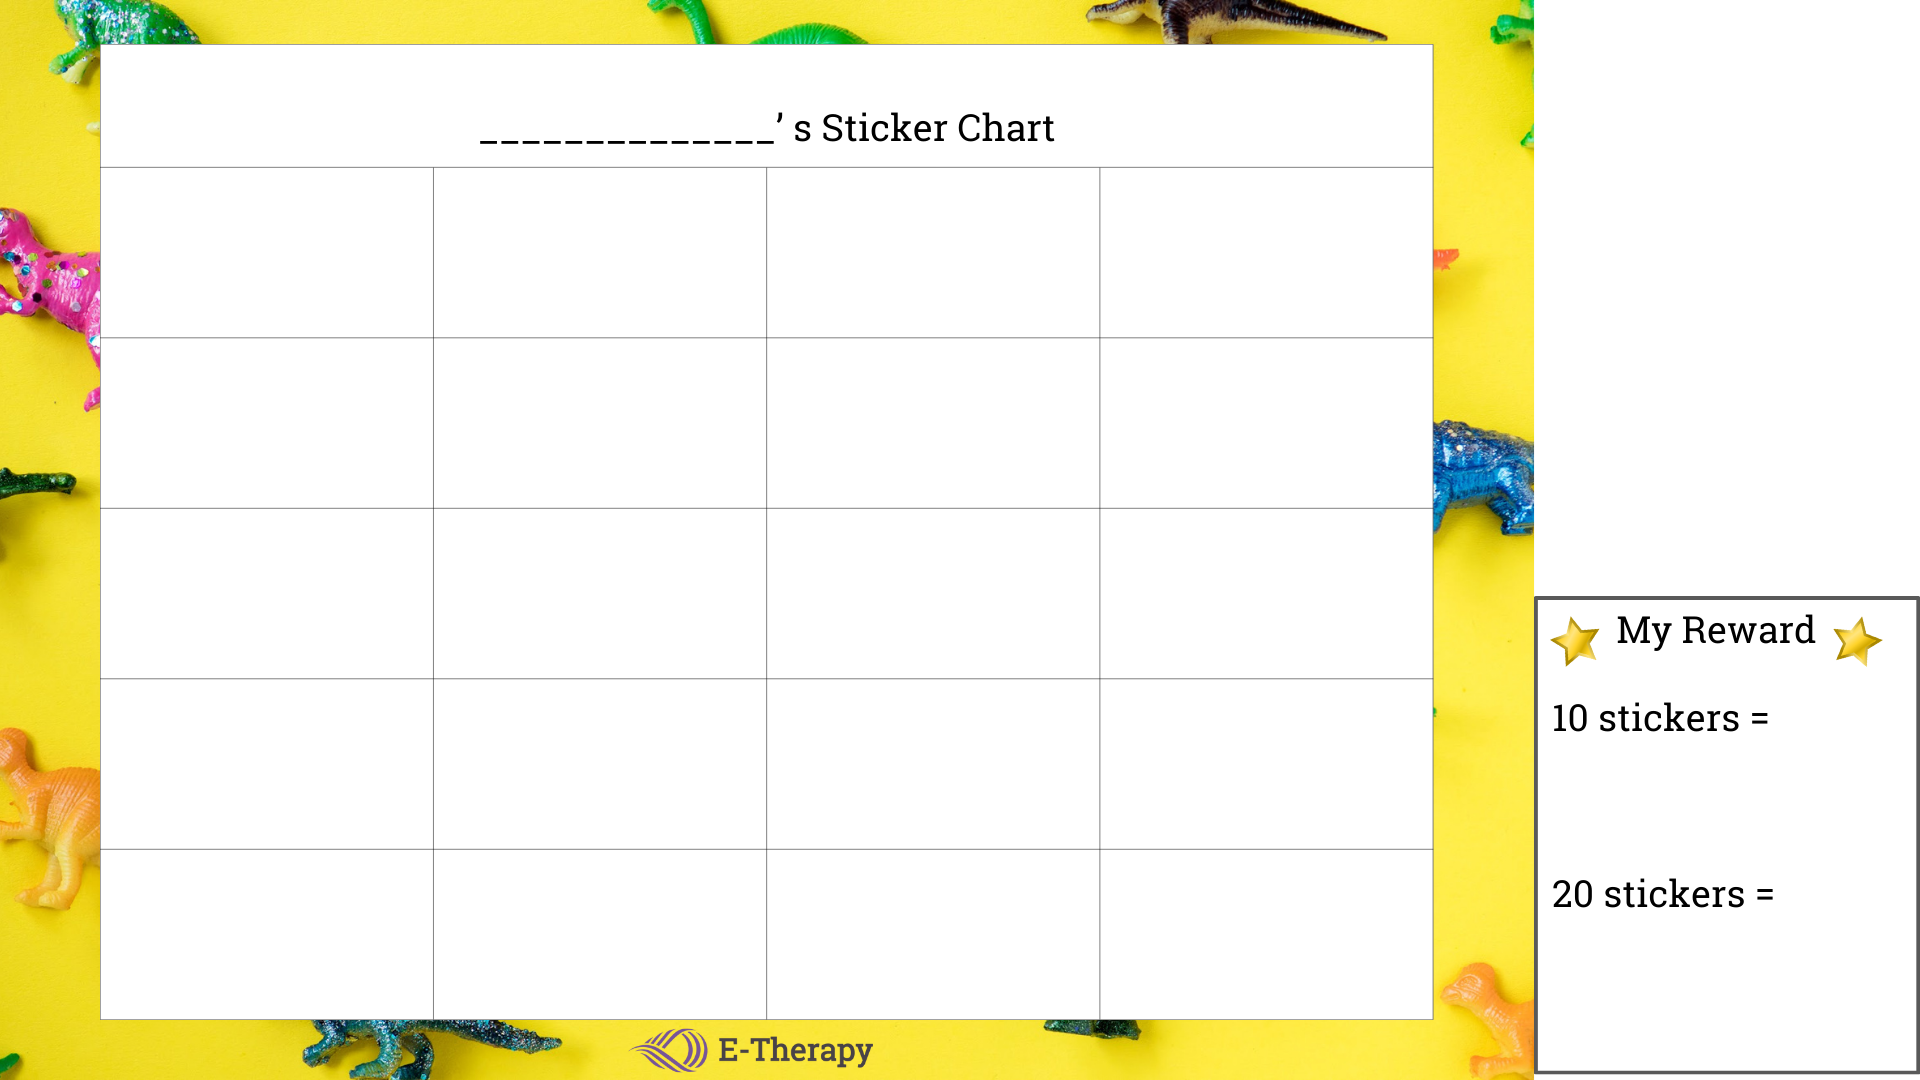 ______________’ s Sticker Chart
My Reward
10 stickers =
20 stickers =
E-Therapy